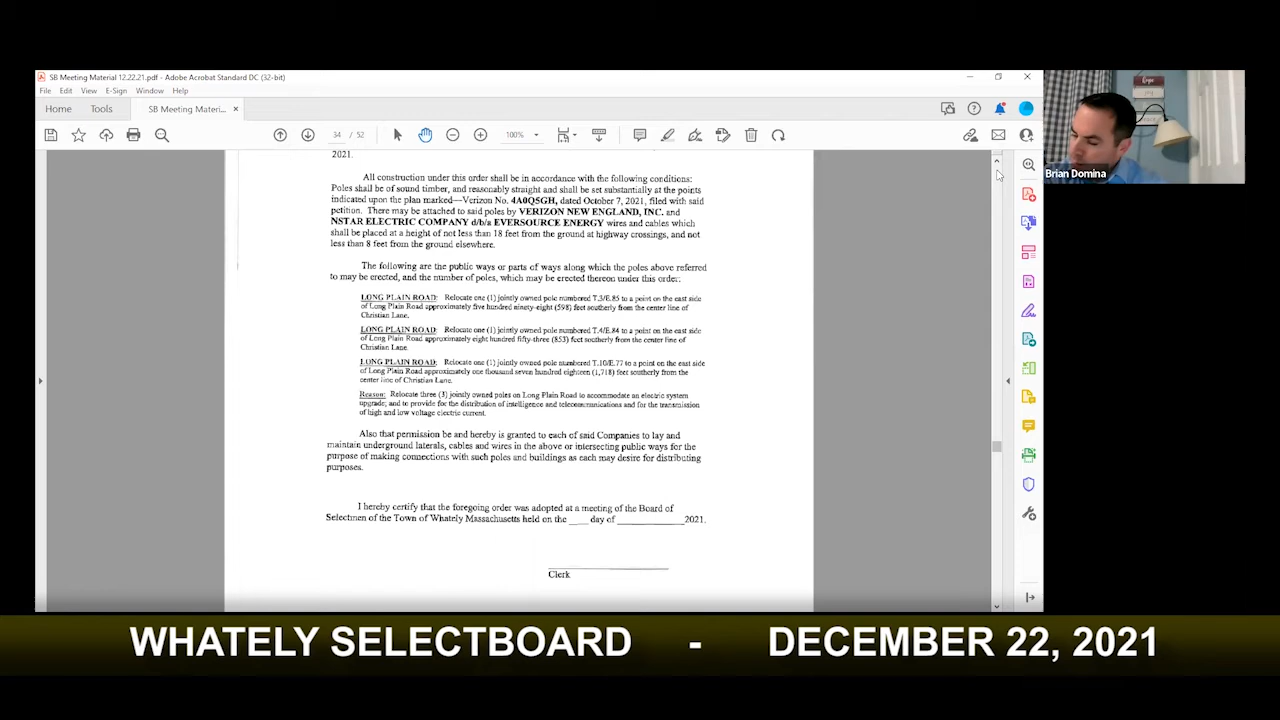 SB Meeting Material 12.22.21.pdf - Adobe Acrobat Standard DC (32-bit)
File Edit View E-Sign Window Help
Home Tools SB Meeting Materi... ×
34 / 52 100%
2021.
All construction under this order shall be in accordance with the following conditions:
Poles shall be of sound timber, and reasonably straight and shall be set substantially at the points
indicated upon the plan marked—Verizon No. 4A0Q5GH, dated October 7, 2021, filed with said
petition. There may be attached to said poles by VERIZON NEW ENGLAND, INC. and
NSTAR ELECTRIC COMPANY d/b/a EVERSOURCE ENERGY wires and cables which
shall be placed at a height of not less than 18 feet from the ground at highway crossings, and not
less than 8 feet from the ground elsewhere.
The following are the public ways or parts of ways along which the poles above referred
to may be erected, and the number of poles, which may be erected thereon under this order:
LONG PLAIN ROAD: Relocate one (1) jointly owned pole numbered T.3/E.85 to a point on the east side
of Long Plain Road approximately five hundred ninety-eight (598) feet southerly from the center line of
Christian Lane.
LONG PLAIN ROAD: Relocate one (1) jointly owned pole numbered T.4/E.84 to a point on the east side
of Long Plain Road approximately eight hundred fifty-three (853) feet southerly from the center line of
Christian Lane.
LONG PLAIN ROAD: Relocate one (1) jointly owned pole numbered T.10/E.77 to a point on the east side
of Long Plain Road approximately one thousand seven hundred eighteen (1,718) feet southerly from the
center line of Christian Lane.
Reason: Relocate three (3) jointly owned poles on Long Plain Road to accommodate an electric system
upgrade; and to provide for the distribution of intelligence and telecommunications and for the transmission
of high and low voltage electric current.
Also that permission be and hereby is granted to each of said Companies to lay and
maintain underground laterals, cables and wires in the above or intersecting public ways for the
purpose of making connections with such poles and buildings as each may desire for distributing
purposes.
I hereby certify that the foregoing order was adopted at a meeting of the Board of
Selectmen of the Town of Whately Massachusetts held on the ____ day of ____________2021.
Clerk
Brian Domina
WHATELY SELECTBOARD - DECEMBER 22, 2021